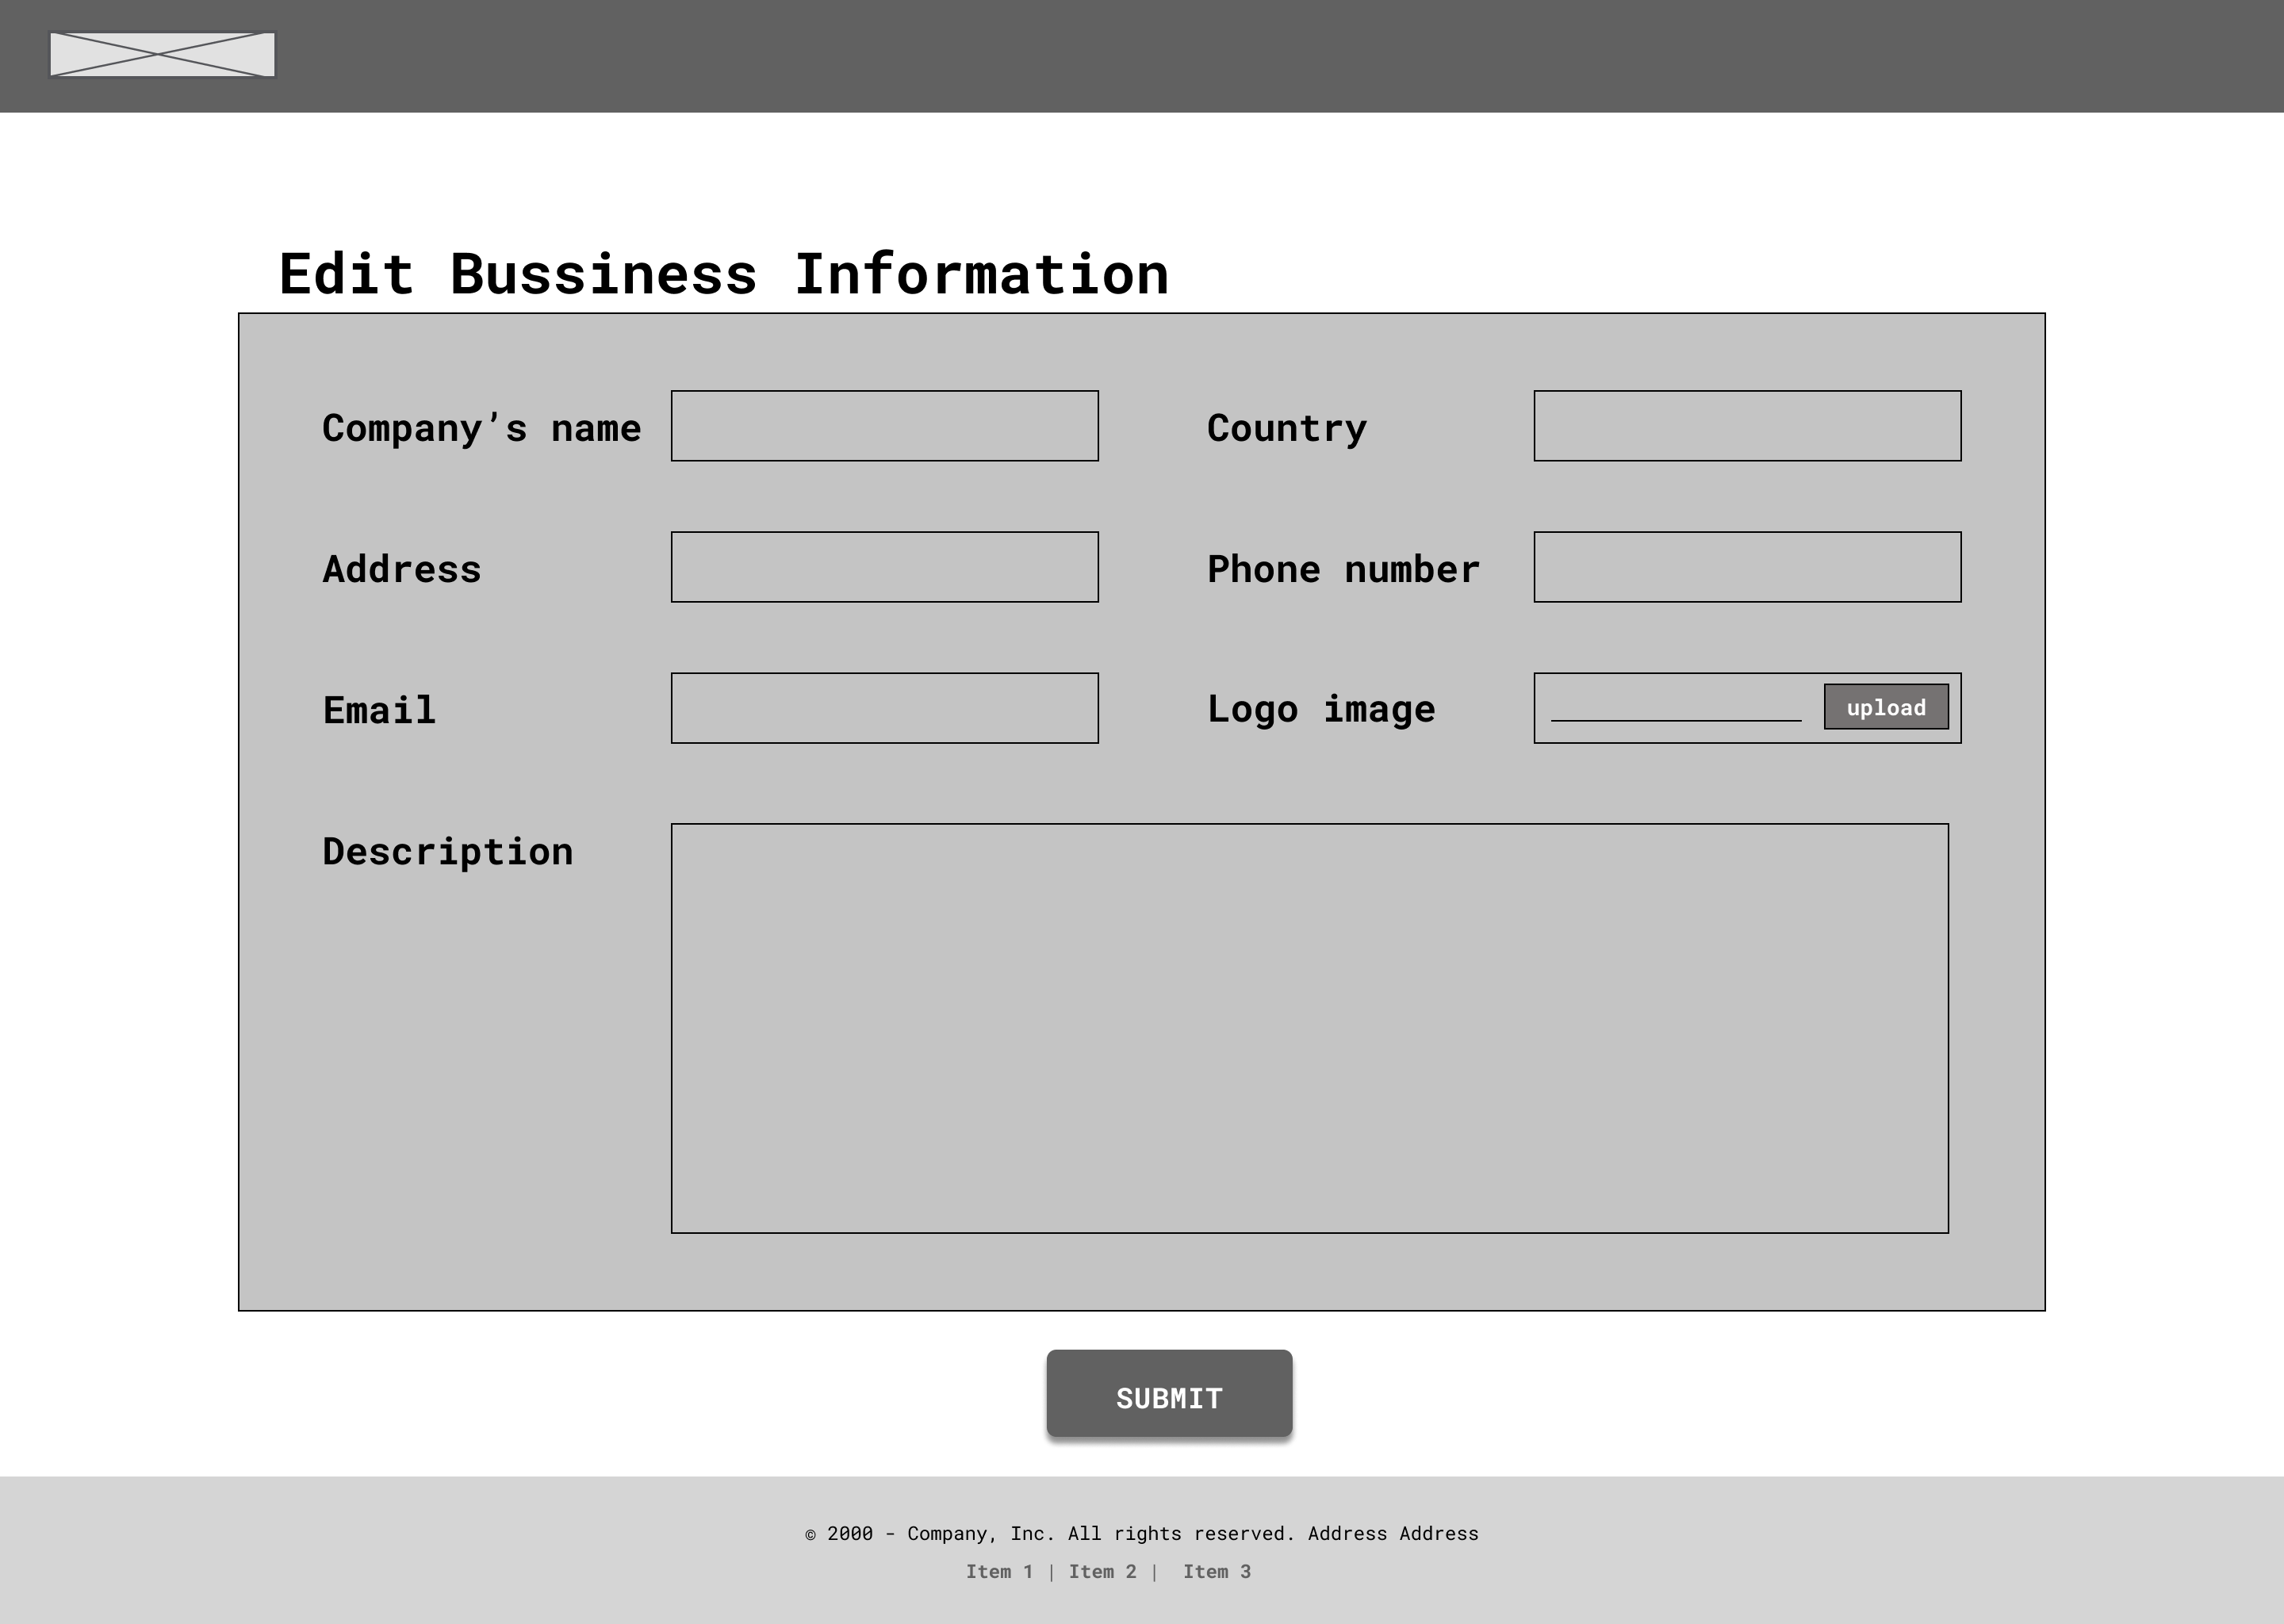 Edit Bussiness Information
Company’s name
Country
Address
Phone number
Email
Logo image
upload
Description
SUBMIT
© 2000 - Company, Inc. All rights reserved. Address Address
Item 1 | Item 2 | Item 3